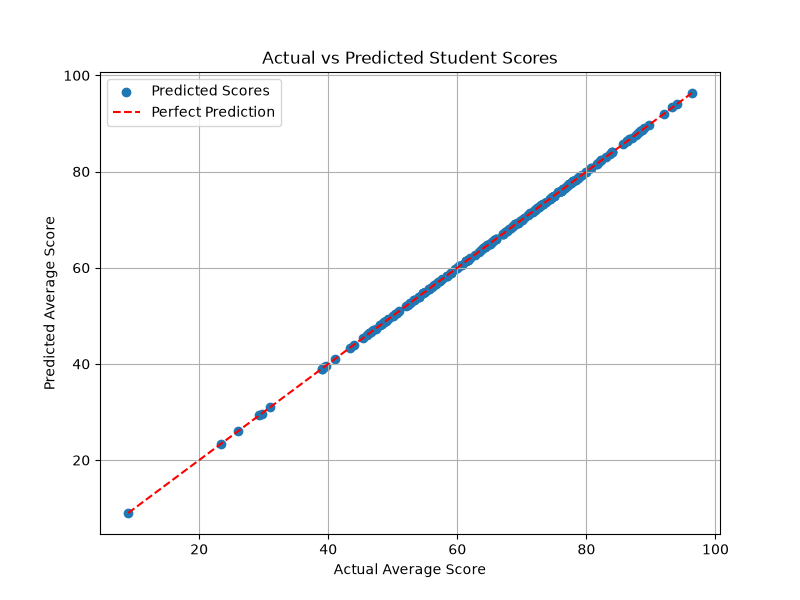 Actual vs Predicted Student Scores
Predicted Scores
Perfect Prediction
100
80
60
40
20
Predicted Average Score
20
40
60
80
100
Actual Average Score